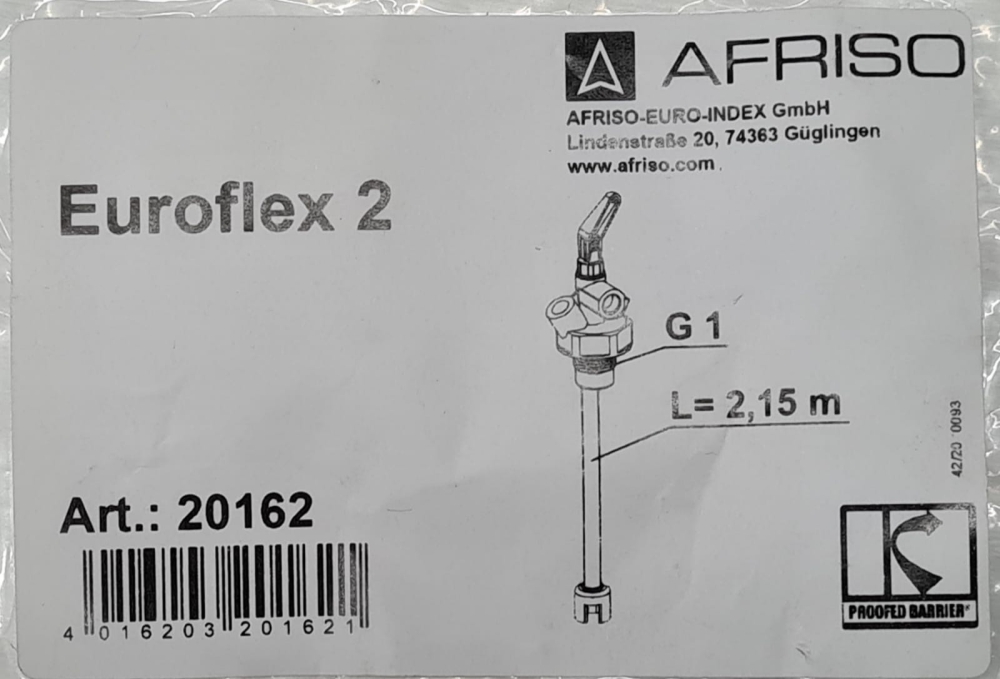 AFRISO
AFRISO-EURO-INDEX GmbH
Lindenstraße 20, 74363 Güglingen
www.afriso.com
Euroflex 2
G 1
L= 2,15 m
42/20 0093
Art.: 20162
4 016203 201621
PROOFED BARRIER®